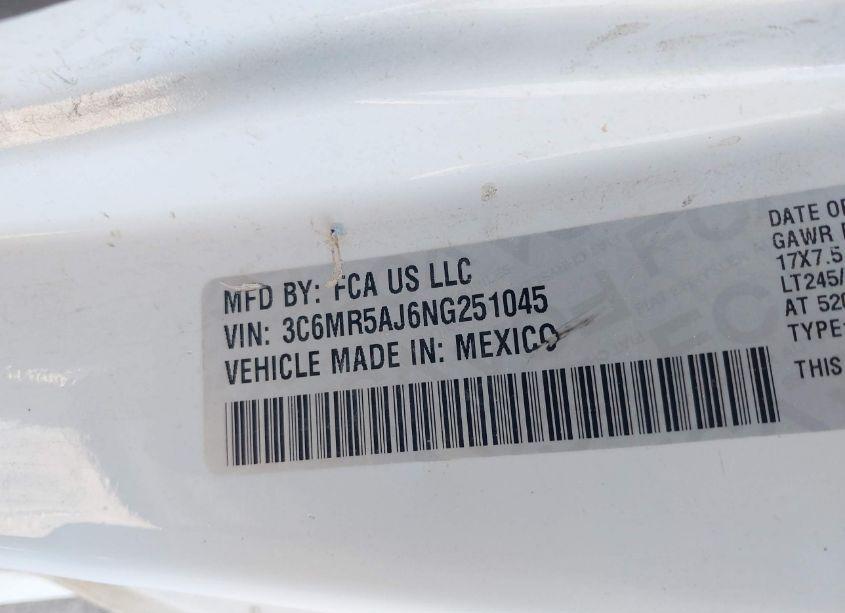 MFD BY: FCA US LLC
VIN: 3C6MR5AJ6NG251045
VEHICLE MADE IN: MEXICO
DATE OF
GAWR
17X7.5
LT245/
AT 520
TYPE:
THIS